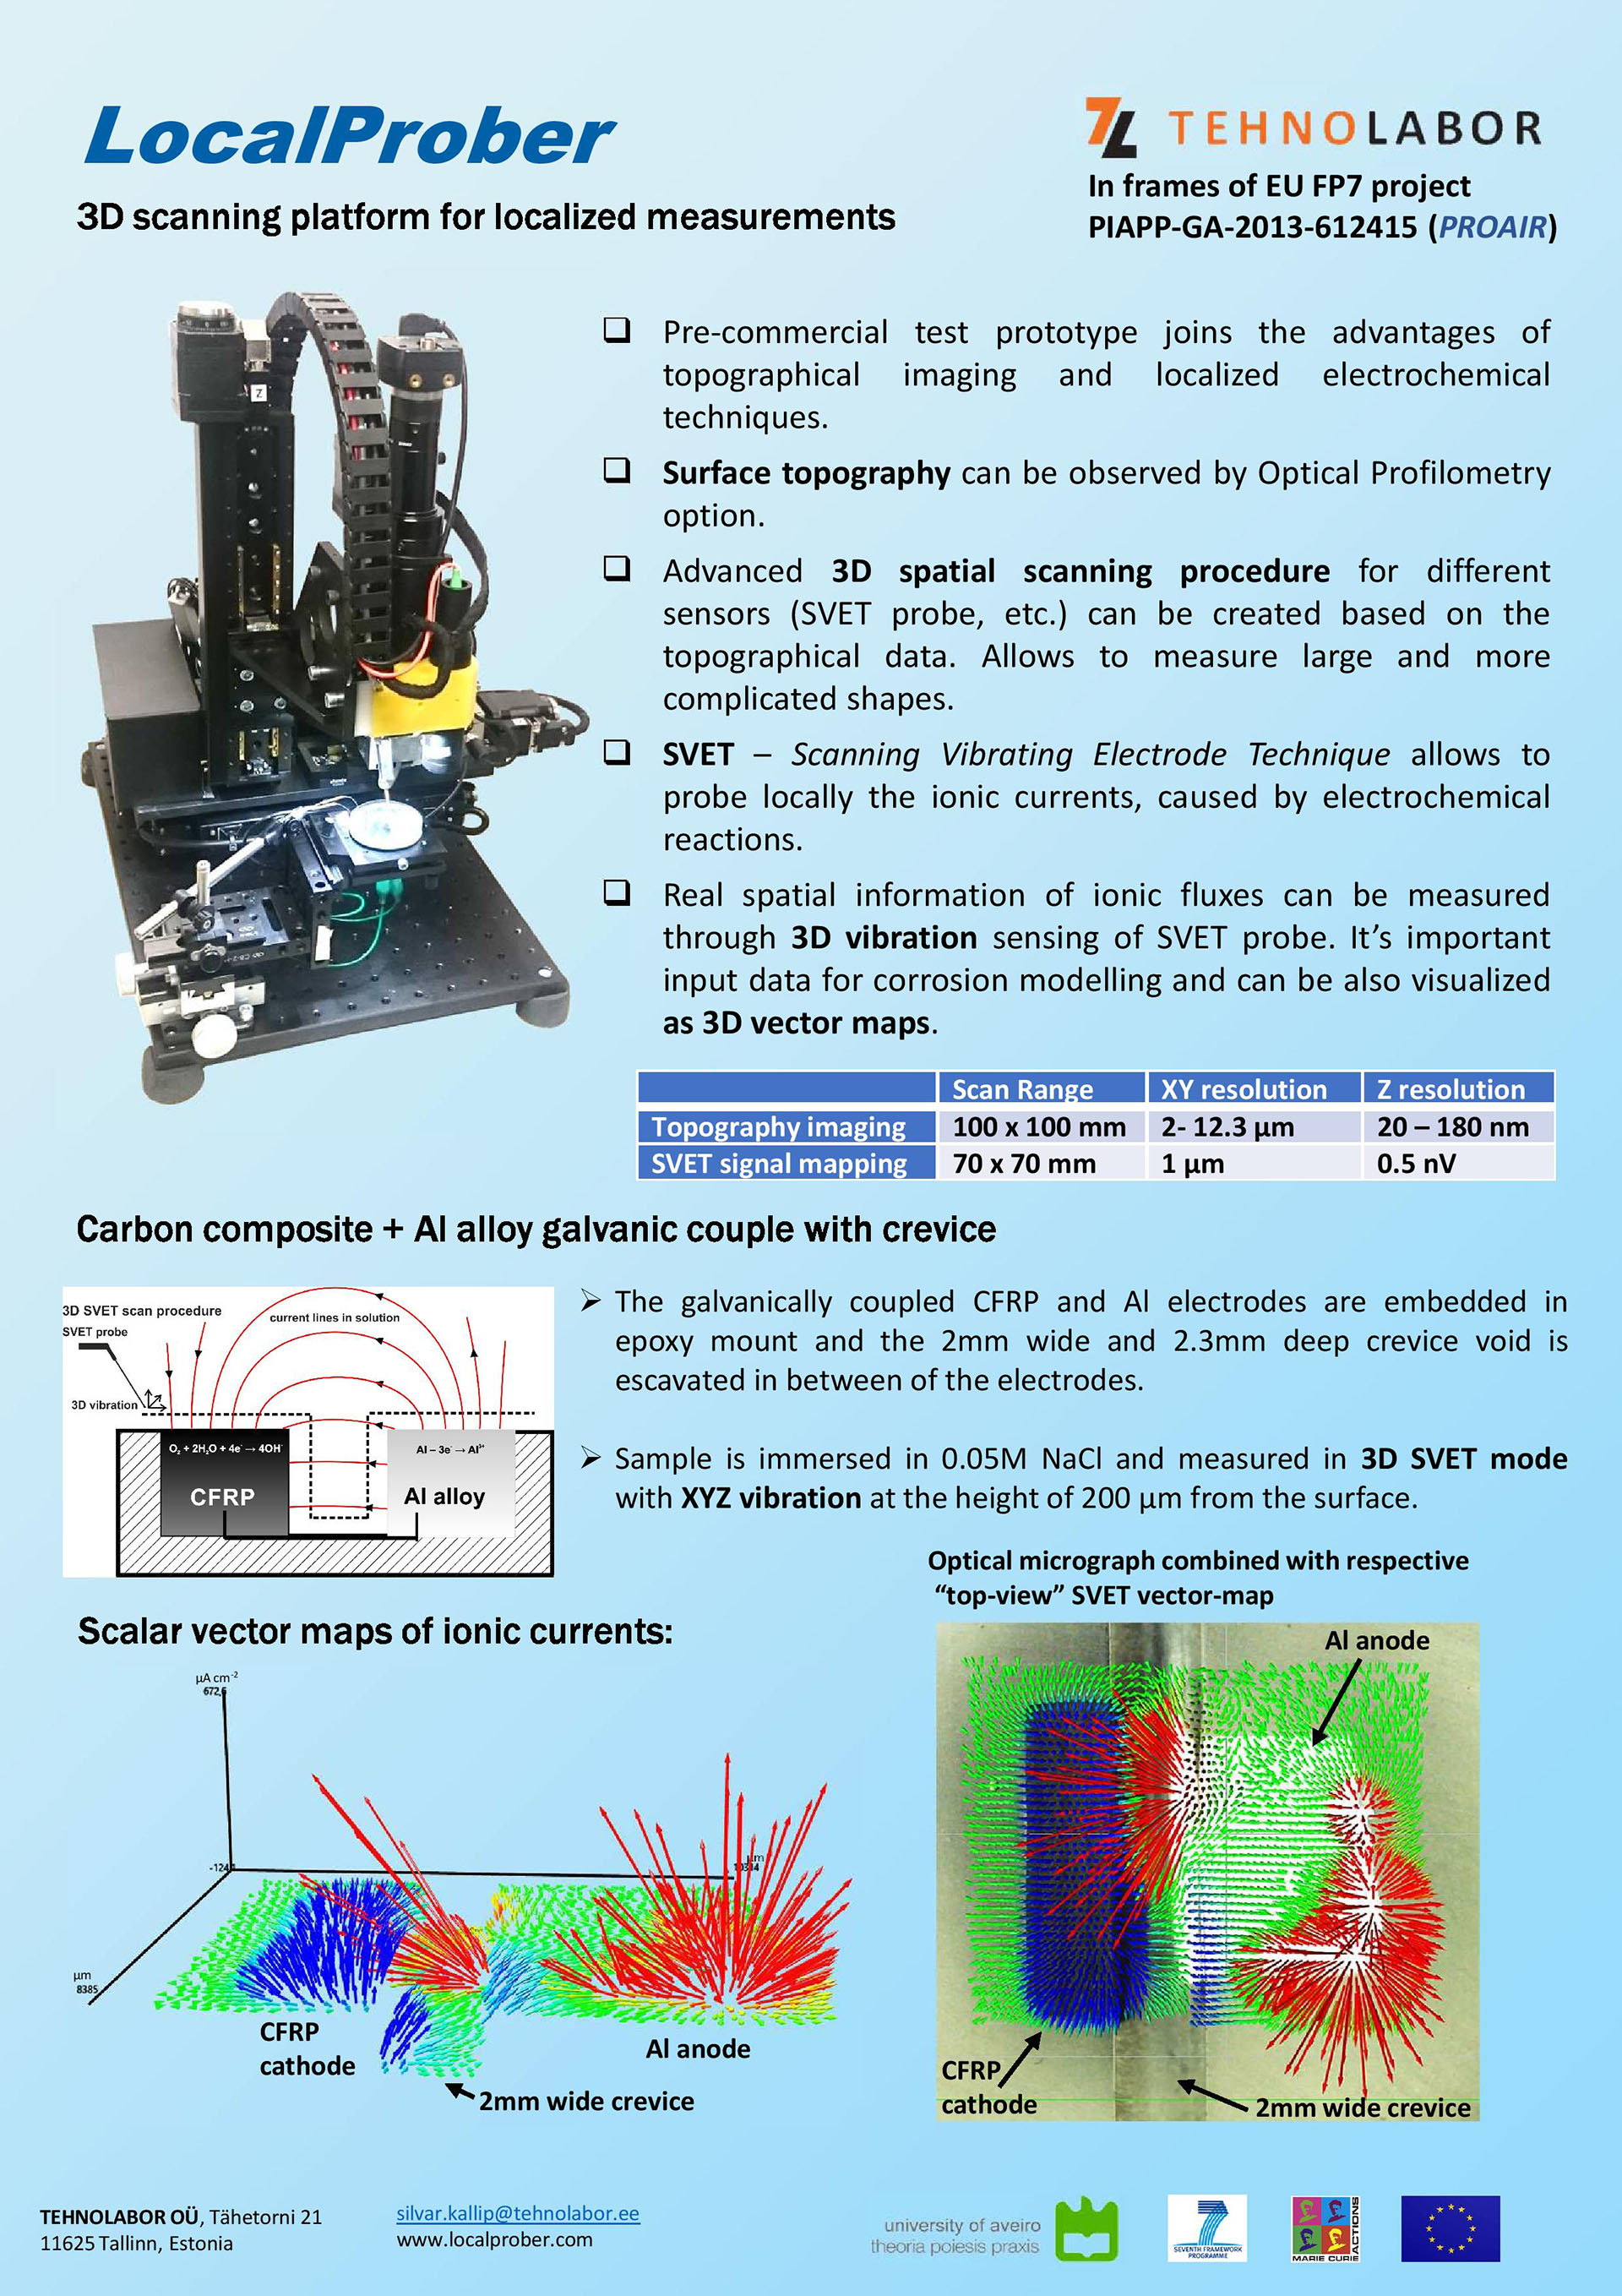 LocalProber
TEHNOLABOR
3D scanning platform for localized measurements
In frames of EU FP7 project
PIAPP-GA-2013-612415 (PROAIR)
Z
❑ Pre-commercial test prototype joins the advantages of
topographical imaging and localized electrochemical
techniques.
❑ Surface topography can be observed by Optical Profilometry
option.
❑ Advanced 3D spatial scanning procedure for different
sensors (SVET probe, etc.) can be created based on the
topographical data. Allows to measure large and more
complicated shapes.
❑ SVET – Scanning Vibrating Electrode Technique allows to
probe locally the ionic currents, caused by electrochemical
reactions.
❑ Real spatial information of ionic fluxes can be measured
through 3D vibration sensing of SVET probe. It's important
input data for corrosion modelling and can be also visualized
as 3D vector maps.
Scan Range XY resolution Z resolution
Topography imaging 100 x 100 mm 2- 12.3 µm 20 – 180 nm
SVET signal mapping 70 x 70 mm 1 µm 0.5 nV
Carbon composite + Al alloy galvanic couple with crevice
3D SVET scan procedure
SVET probe
current lines in solution
3D vibration
O₂ + 2H₂O + 4e⁻ → 4OH⁻
Al – 3e⁻ → Al³⁺
CFRP
Al alloy
➢ The galvanically coupled CFRP and Al electrodes are embedded in
epoxy mount and the 2mm wide and 2.3mm deep crevice void is
escavated in between of the electrodes.
➢ Sample is immersed in 0.05M NaCl and measured in 3D SVET mode
with XYZ vibration at the height of 200 µm from the surface.
Optical micrograph combined with respective
"top-view" SVET vector-map
Scalar vector maps of ionic currents:
µA cm⁻²
672,6
µm
µm
8385
CFRP
cathode
Al anode
2mm wide crevice
Al anode
CFRP
cathode
2mm wide crevice
TEHNOLABOR OÜ, Tähetorni 21
11625 Tallinn, Estonia
silvar.kallip@tehnolabor.ee
www.localprober.com
university of aveiro
theoria poiesis praxis
SEVENTH FRAMEWORK
PROGRAMME
MARIE CURIE
ACTIONS